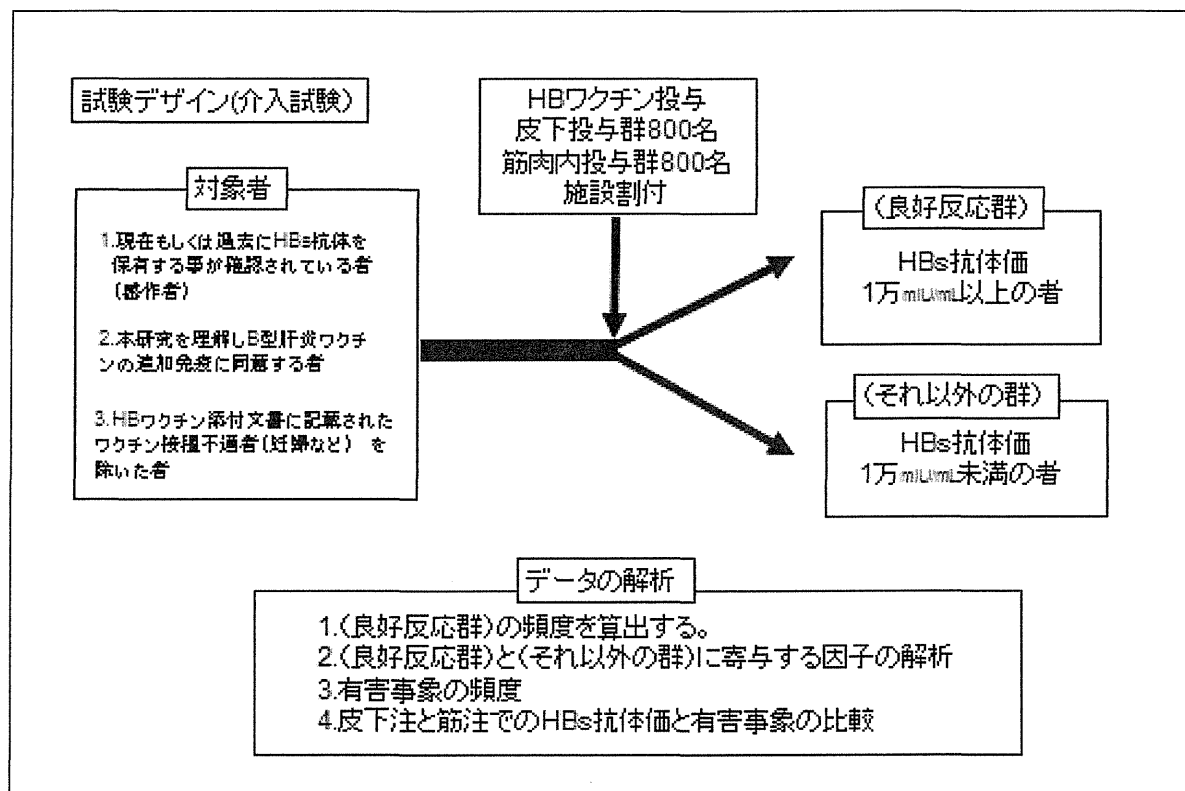 試験デザイン(介入試験)
HBワクチン投与
皮下投与群800名
筋肉内投与群800名
施設割付
対象者
1.現在もしくは過去にHBs抗体を
保有する事が確認されている者
(感作者)
2.本研究を理解しB型肝炎ワクチ
ンの追加免疫に同意する者
3.HBワクチン添付文書に記載された
ワクチン接種不適者(妊婦など) を
除いた者
(良好反応群)
HBs抗体価
1万mIU/mL以上の者
(それ以外の群)
HBs抗体価
1万mIU/mL未満の者
データの解析
1.(良好反応群)の頻度を算出する。
2.(良好反応群)と(それ以外の群)に寄与する因子の解析
3.有害事象の頻度
4.皮下注と筋注でのHBs抗体価と有害事象の比較